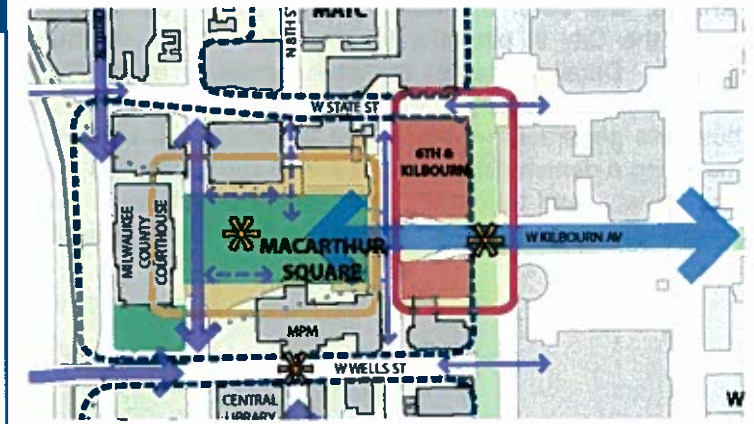 MATC
N 8TH ST
W STATE ST
6TH &
KILBOURN
MILWAUKEE
COUNTY
COURTHOUSE
MACARTHUR
SQUARE
W KILBOURN AV
MPM
W WELLS ST
CENTRAL
LIBRARY
W